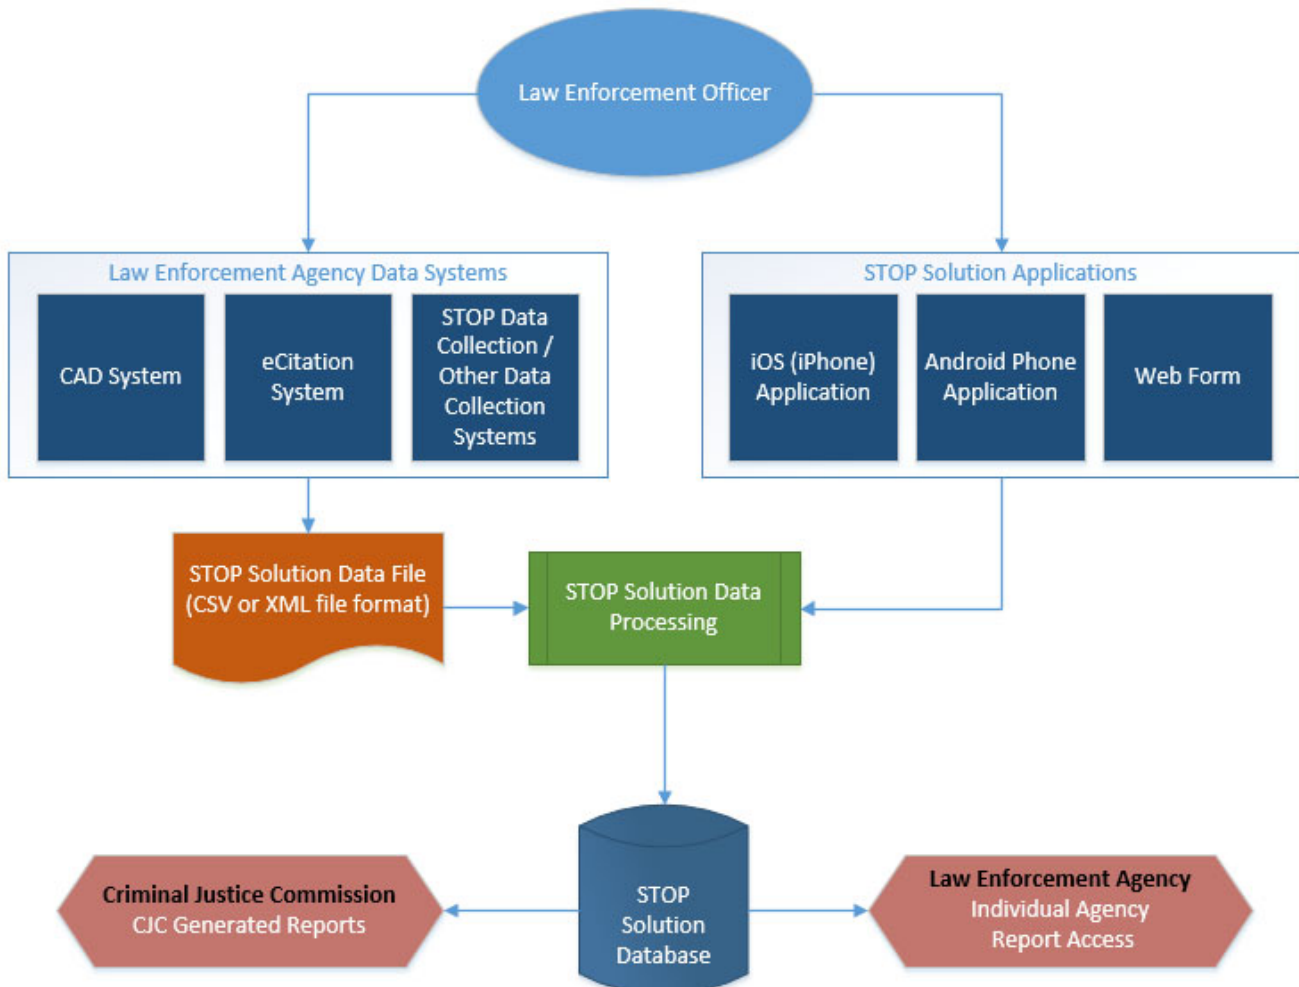 Law Enforcement Officer
Law Enforcement Agency Data Systems
CAD System
eCitation
System
STOP Data
Collection /
Other Data
Collection
Systems
STOP Solution Applications
iOS (iPhone)
Application
Android Phone
Application
Web Form
STOP Solution Data File
(CSV or XML file format)
STOP Solution Data
Processing
STOP
Solution
Database
Criminal Justice Commission
CJC Generated Reports
Law Enforcement Agency
Individual Agency
Report Access